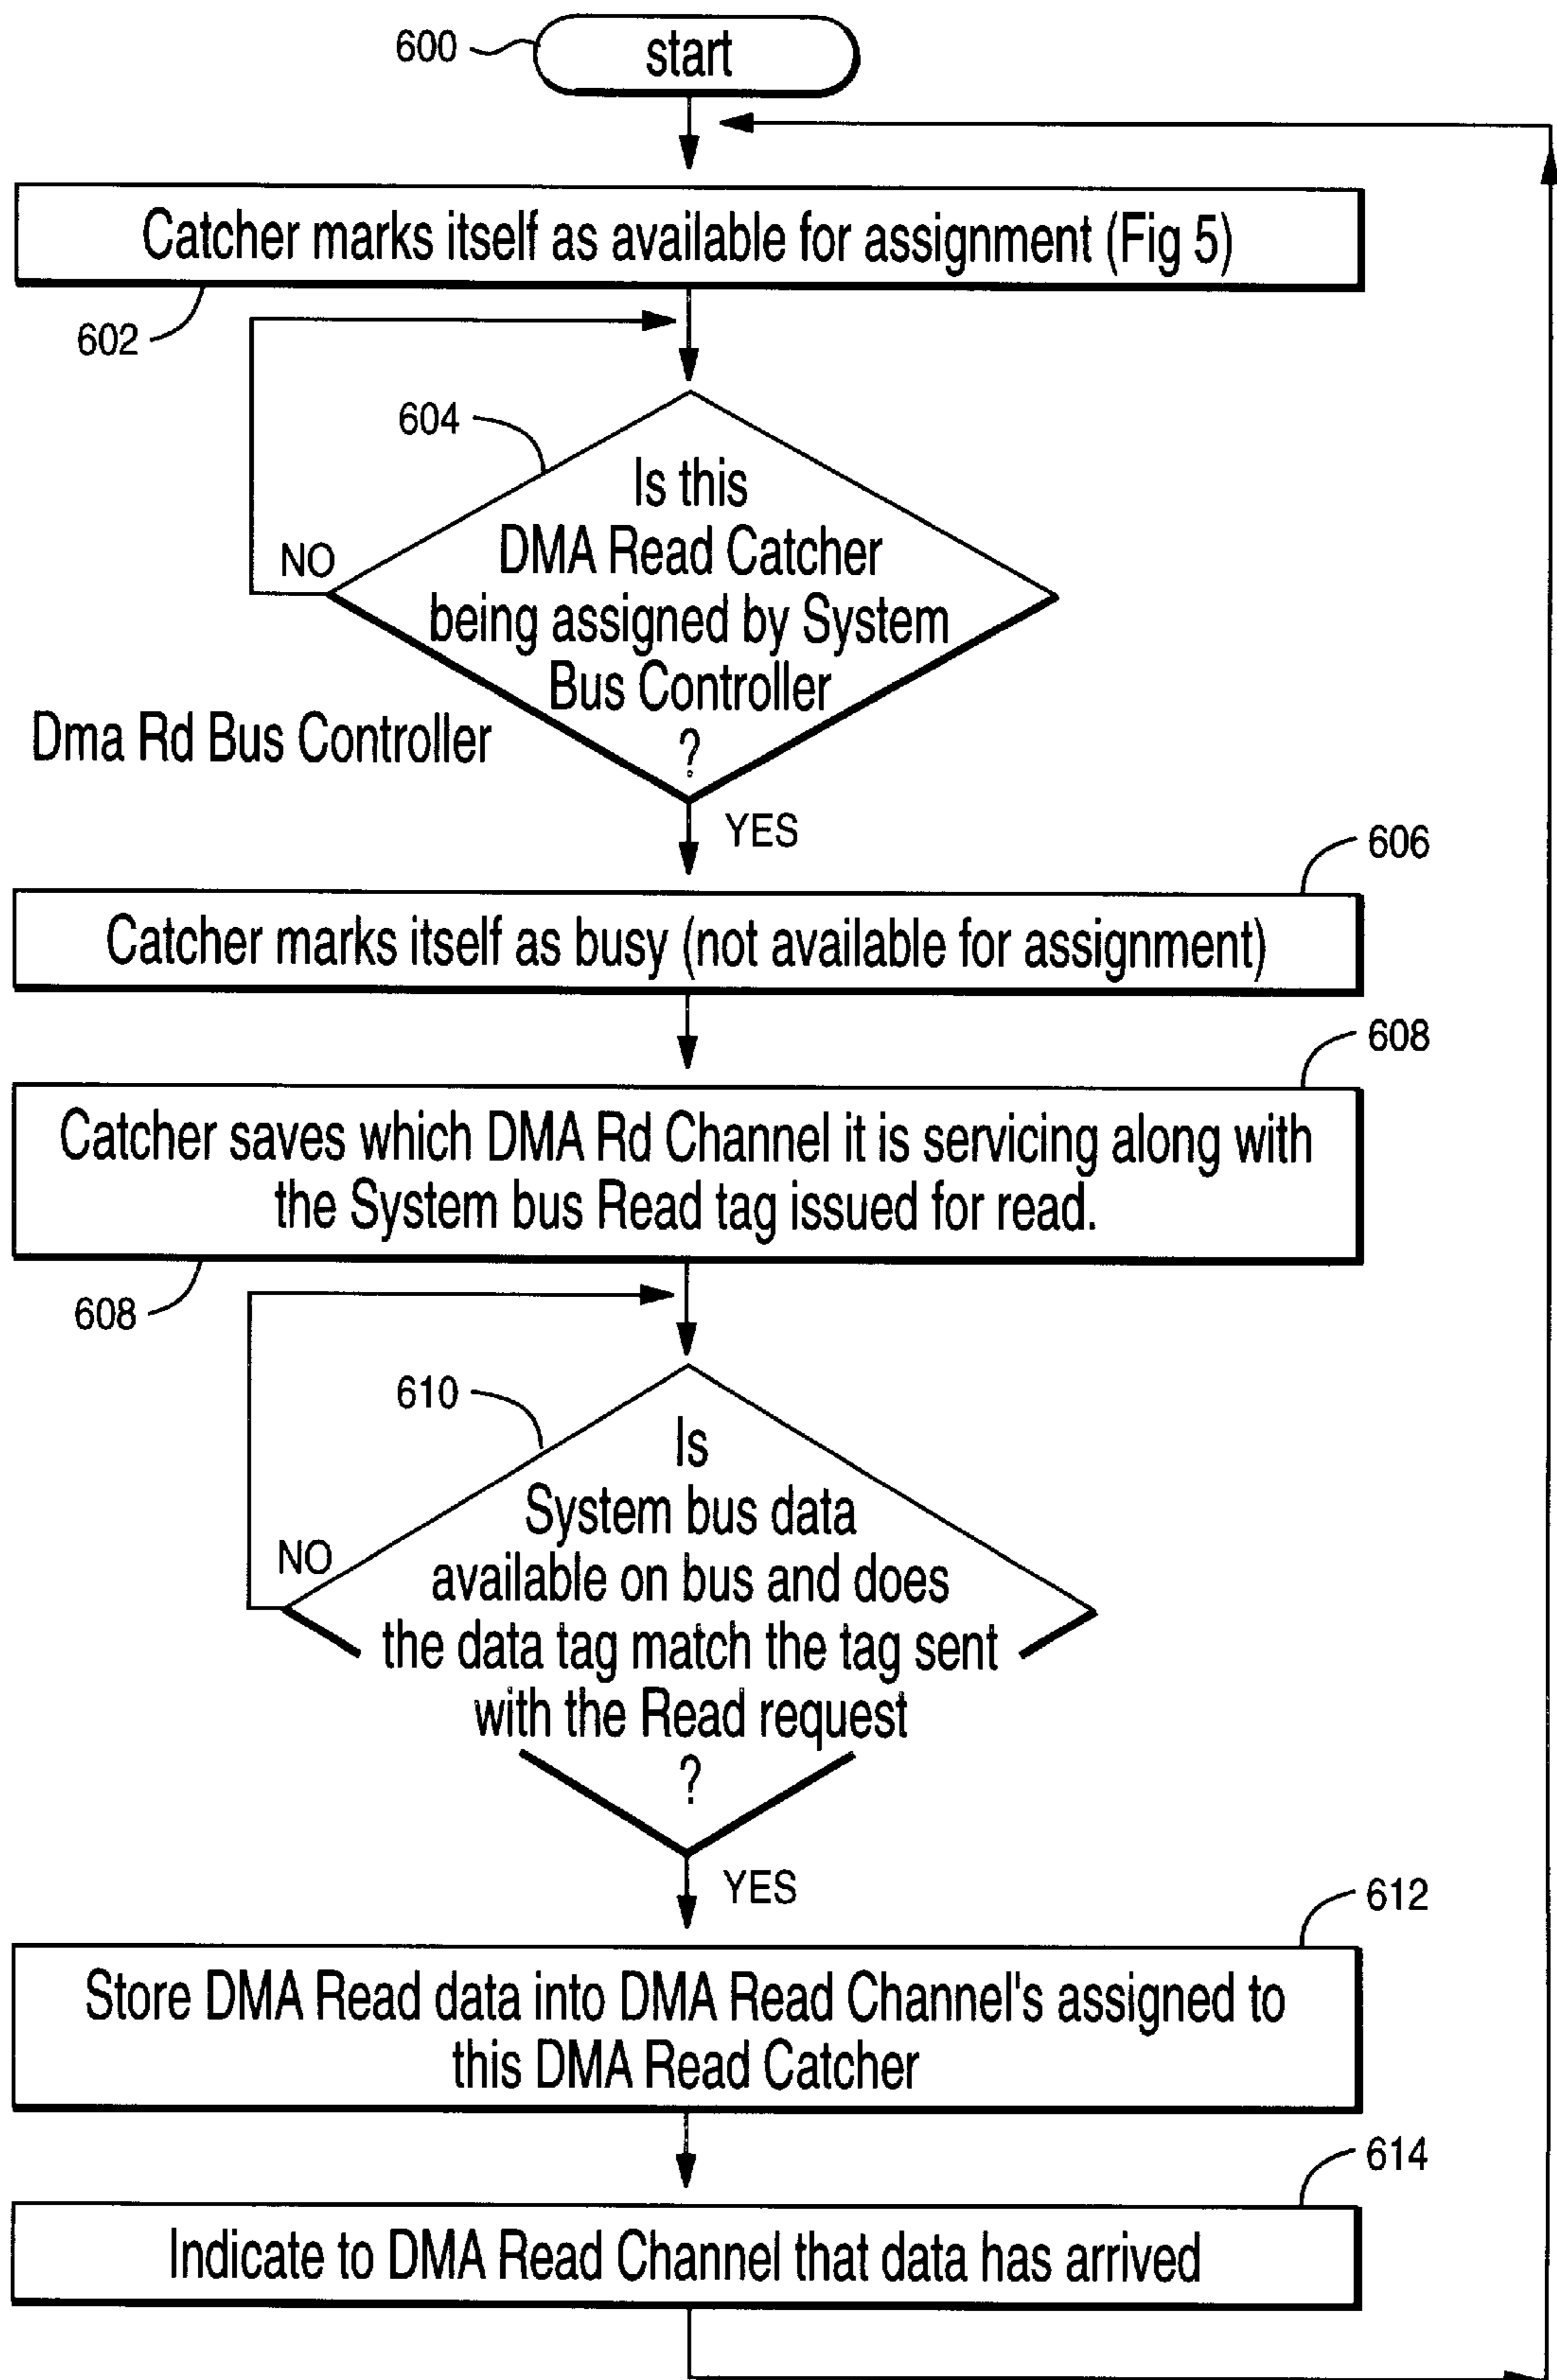 600
start
Catcher marks itself as available for assignment (Fig 5)
602
604
Is this
DMA Read Catcher
being assigned by System
Bus Controller
?
NO
Dma Rd Bus Controller
YES
606
Catcher marks itself as busy (not available for assignment)
608
Catcher saves which DMA Rd Channel it is servicing along with
the System bus Read tag issued for read.
608
610
Is
System bus data
available on bus and does
the data tag match the tag sent
with the Read request
?
NO
YES
612
Store DMA Read data into DMA Read Channel's assigned to
this DMA Read Catcher
614
Indicate to DMA Read Channel that data has arrived